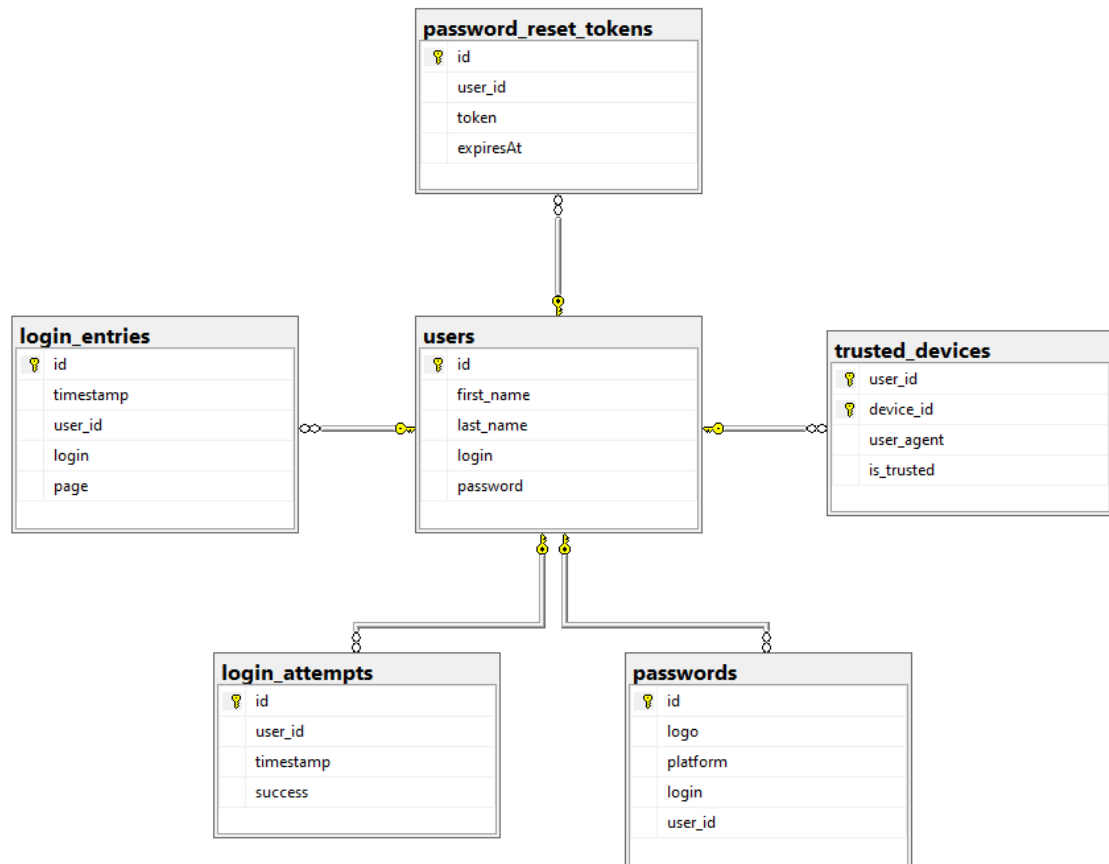 password_reset_tokens
id
user_id
token
expiresAt
login_entries
id
timestamp
user_id
login
page
users
id
first_name
last_name
login
password
trusted_devices
user_id
device_id
user_agent
is_trusted
login_attempts
id
user_id
timestamp
success
passwords
id
logo
platform
login
user_id